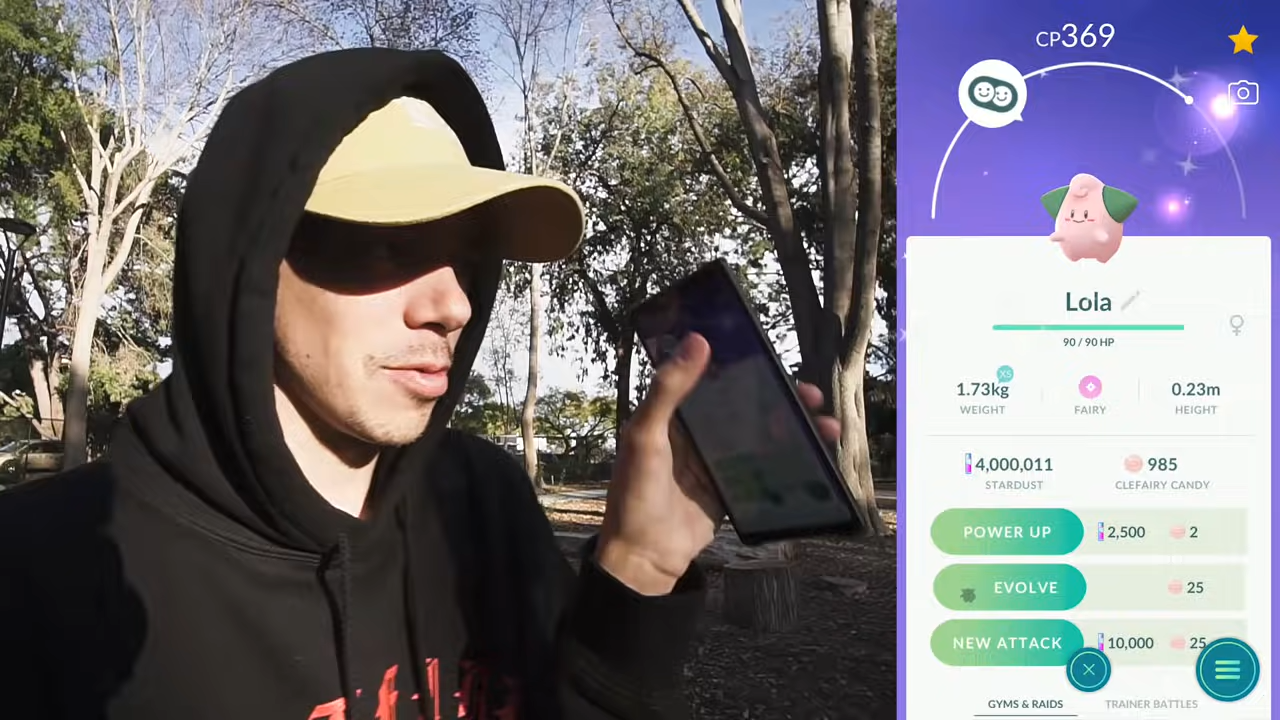 CP369
Lola
90 / 90 HP
XS
1.73kg
WEIGHT
FAIRY
0.23m
HEIGHT
4,000,011
STARDUST
985
CLEFAIRY CANDY
POWER UP 2,500 2
EVOLVE 25
NEW ATTACK 10,000 25
GYMS & RAIDS TRAINER BATTLES